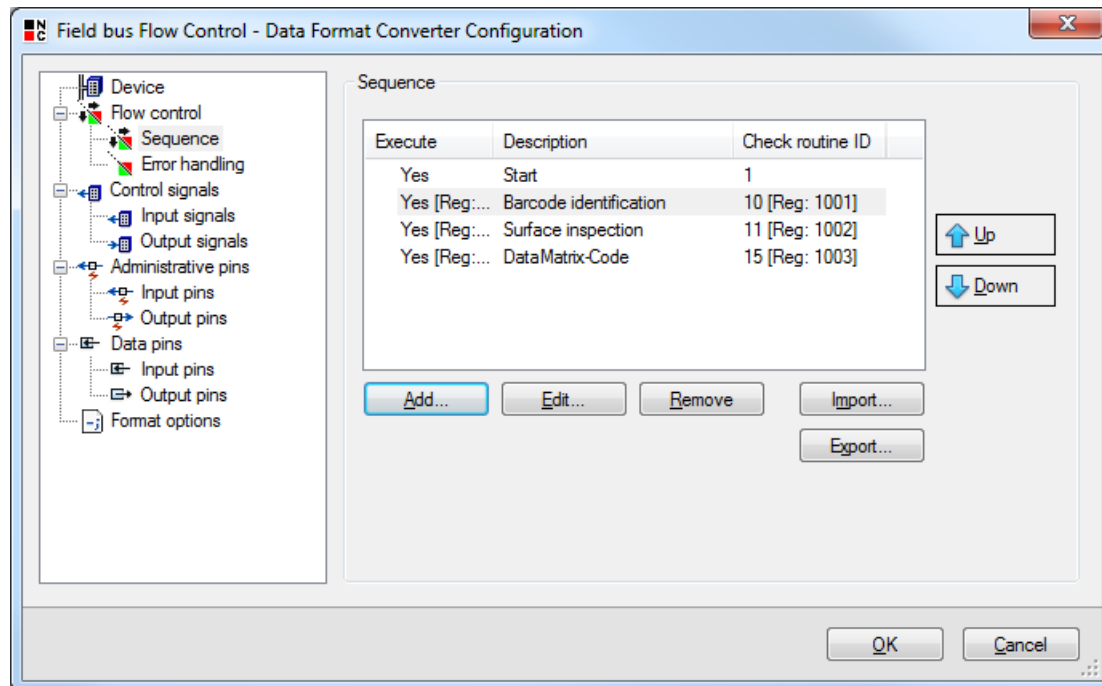 NC Field bus Flow Control - Data Format Converter Configuration
Device
Flow control
Sequence
Error handling
Control signals
Input signals
Output signals
Administrative pins
Input pins
Output pins
Data pins
Input pins
Output pins
Format options
Sequence
Execute Description Check routine ID
Yes Start 1
Yes [Reg:... Barcode identification 10 [Reg: 1001]
Yes [Reg:... Surface inspection 11 [Reg: 1002]
Yes [Reg:... DataMatrix-Code 15 [Reg: 1003]
Up
Down
Add... Edit... Remove Import...
Export...
OK Cancel